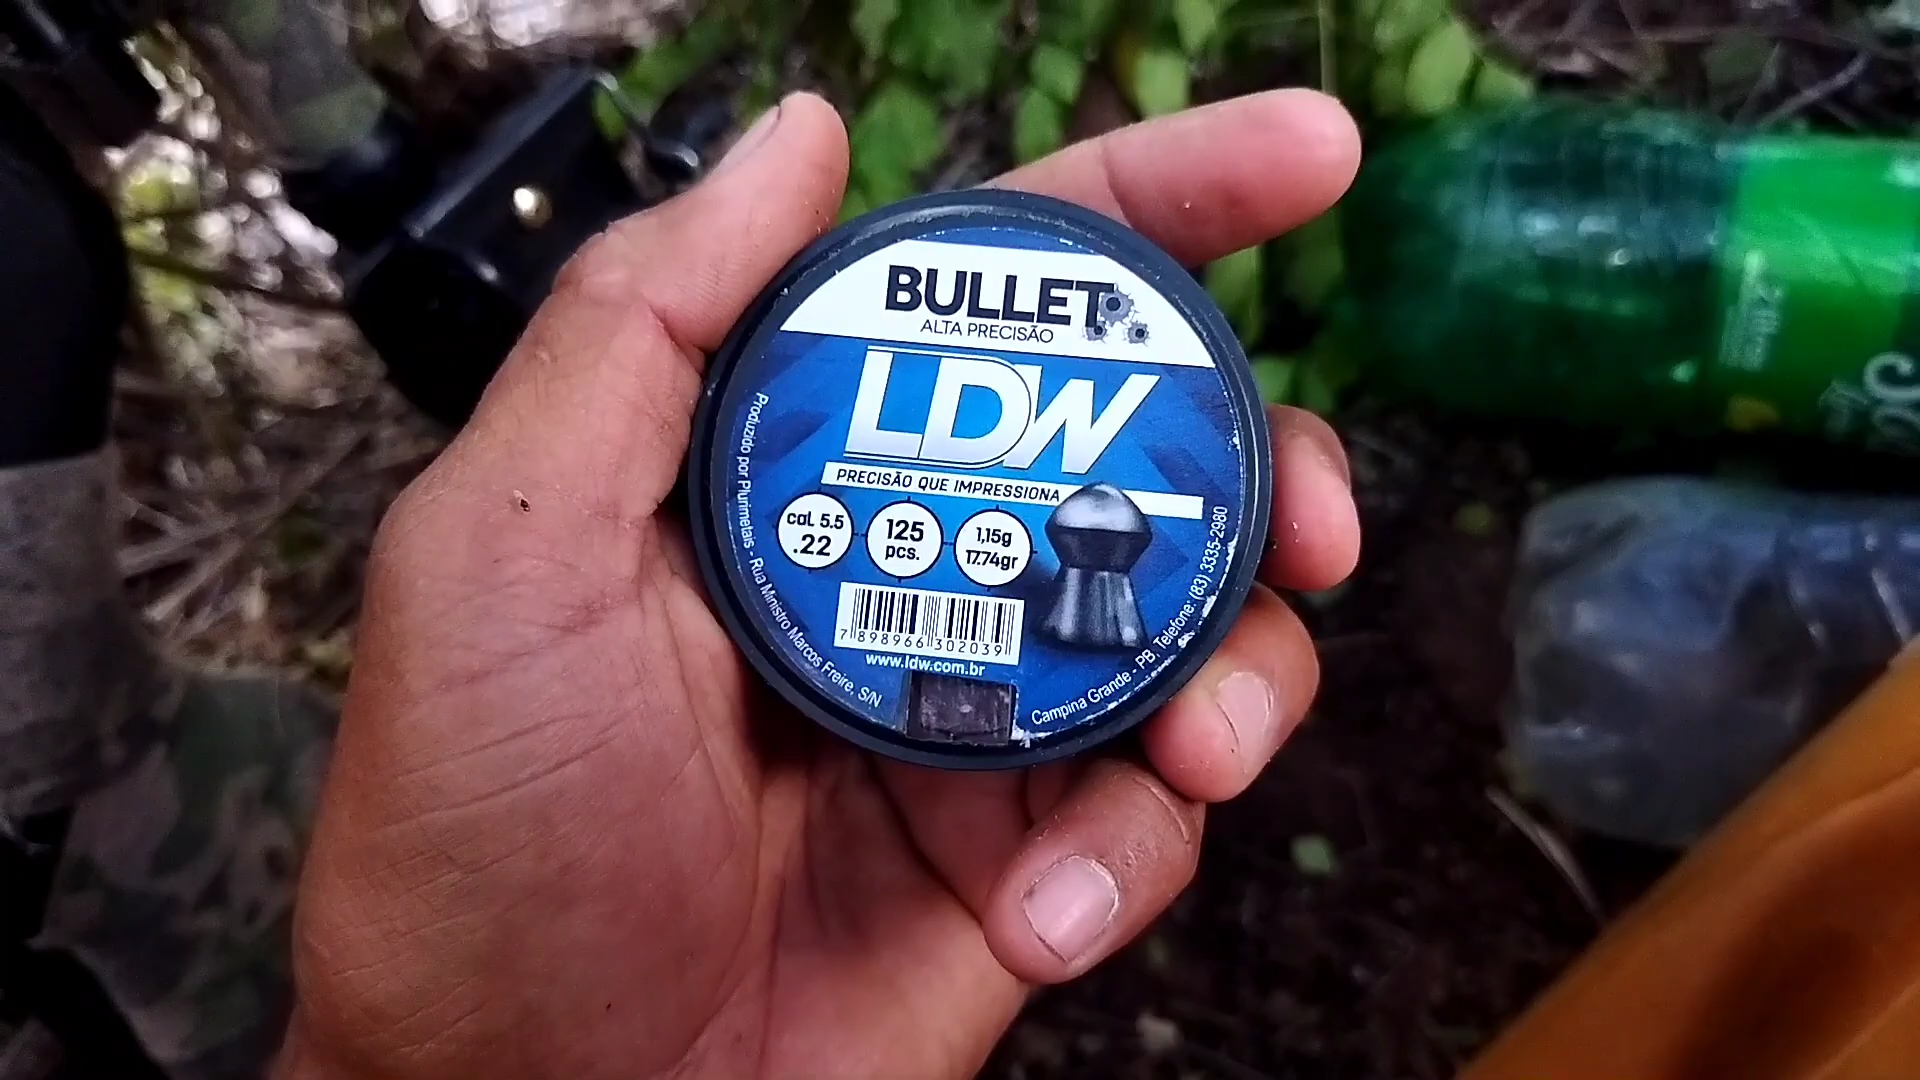 BULLET
ALTA PRECISÃO
LDW
PRECISÃO QUE IMPRESSIONA
cal. 5.5
.22
125
pcs.
1,15g
17.74gr
7 898966 302039
www.ldw.com.br
Produzido por Plurimetais - Rua Ministro Marcos Freire, S/N
Campina Grande - PB, Telefone: (83) 3335-2980